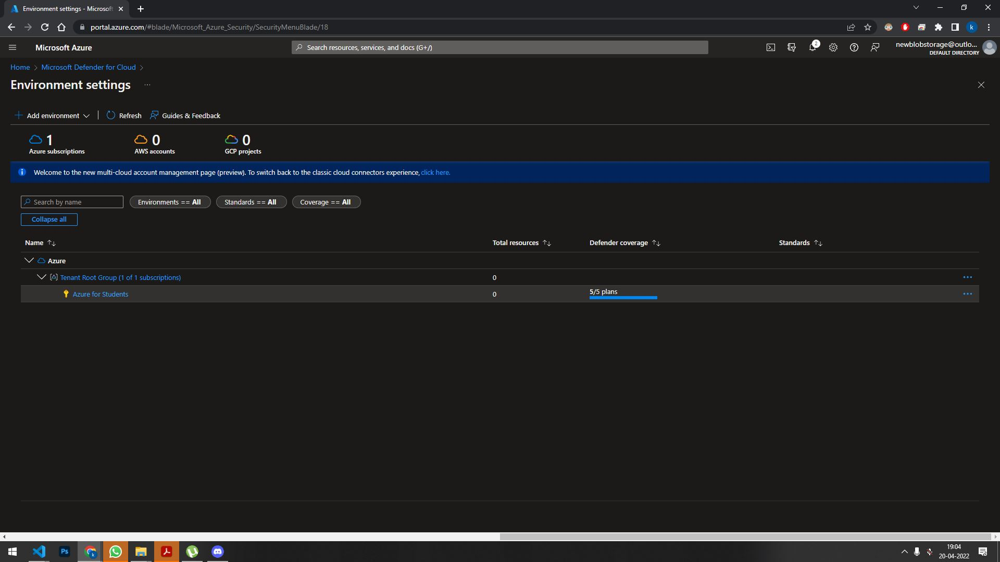 Environment settings - Microsoft
portal.azure.com/#blade/Microsoft_Azure_Security/SecurityMenuBlade/18
k
Microsoft Azure
Search resources, services, and docs (G+/)
2
newblobstorage@outlo...
DEFAULT DIRECTORY
Home > Microsoft Defender for Cloud >
Environment settings ...
Add environment
Refresh
Guides & Feedback
1
Azure subscriptions
0
AWS accounts
0
GCP projects
Welcome to the new multi-cloud account management page (preview). To switch back to the classic cloud connectors experience, click here.
Search by name
Environments == All
Standards == All
Coverage == All
Collapse all
Name
Total resources
Defender coverage
Standards
Azure
Tenant Root Group (1 of 1 subscriptions)
0
Azure for Students
0
5/5 plans
Ps
k
19:04
20-04-2022